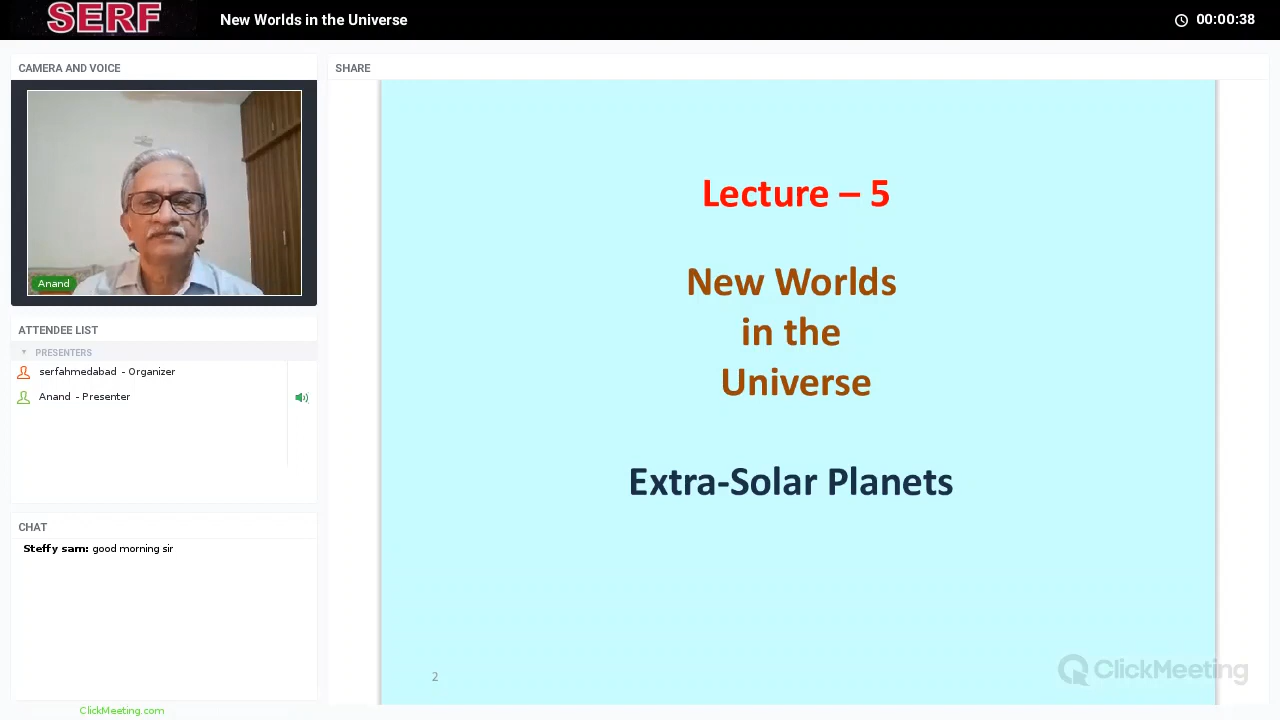 SERF
New Worlds in the Universe
00:00:38
CAMERA AND VOICE
Anand
ATTENDEE LIST
PRESENTERS
serfahmedabad - Organizer
Anand - Presenter
CHAT
Steffy sam: good morning sir
ClickMeeting.com
SHARE
Lecture – 5
New Worlds
in the
Universe
Extra-Solar Planets
2
ClickMeeting